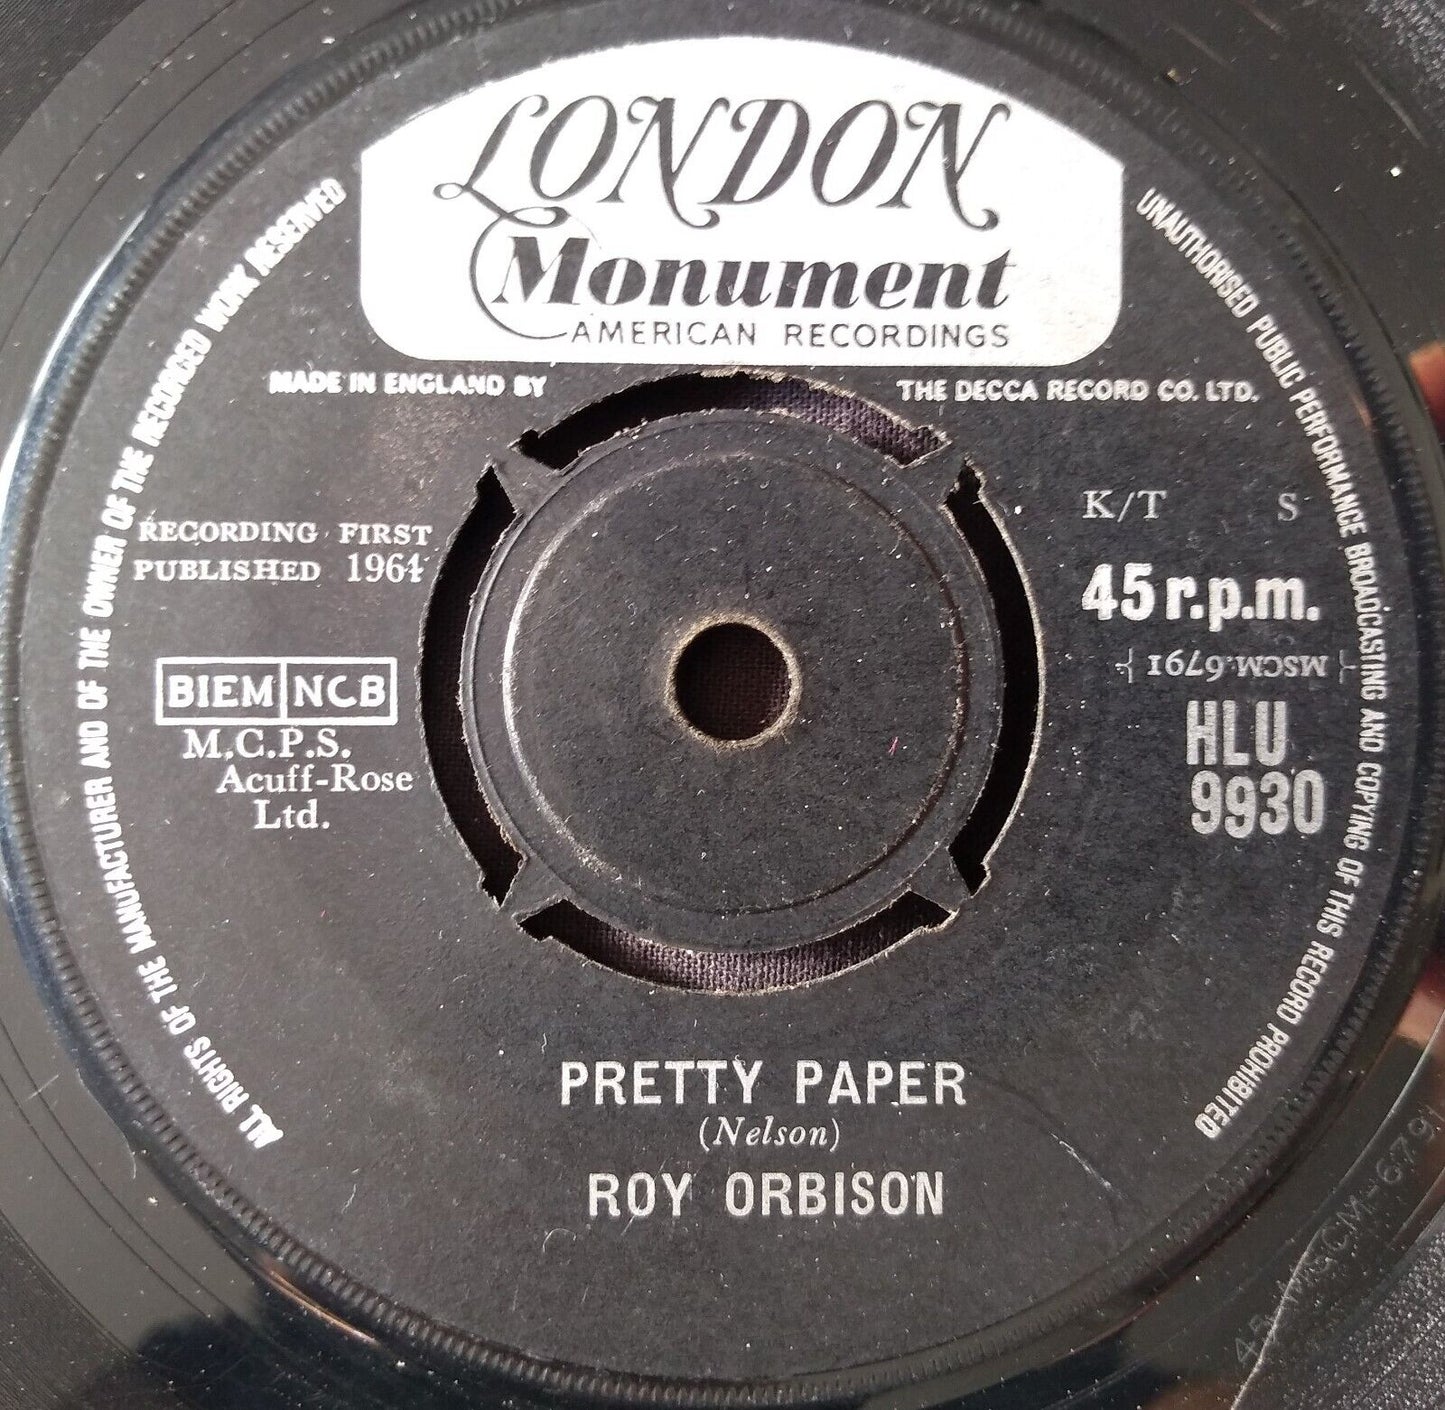 LONDON
Monument
AMERICAN RECORDINGS
MADE IN ENGLAND BY THE DECCA RECORD CO. LTD.
ALL RIGHTS OF THE MANUFACTURER AND OF THE OWNER OF THE RECORDED WORK RESERVED
UNAUTHORISED PUBLIC PERFORMANCE BROADCASTING AND COPYING OF THIS RECORD PROHIBITED
RECORDING FIRST
PUBLISHED 1964
BIEM NCB
M.C.P.S.
Acuff-Rose
Ltd.
K/T S
45 r.p.m.
MSCM.6791
HLU
9930
PRETTY PAPER
(Nelson)
ROY ORBISON